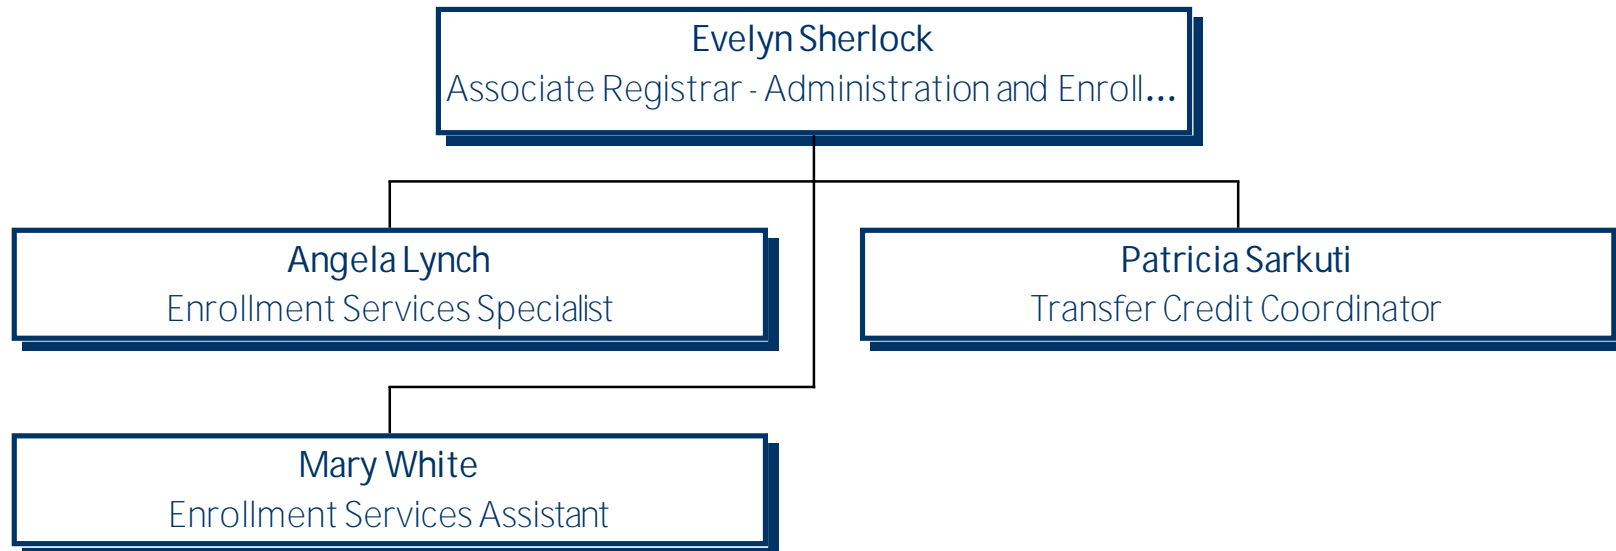 Evelyn Sherlock
Associate Registrar - Administration and Enroll...
Angela Lynch
Enrollment Services Specialist
Patricia Sarkuti
Transfer Credit Coordinator
Mary White
Enrollment Services Assistant